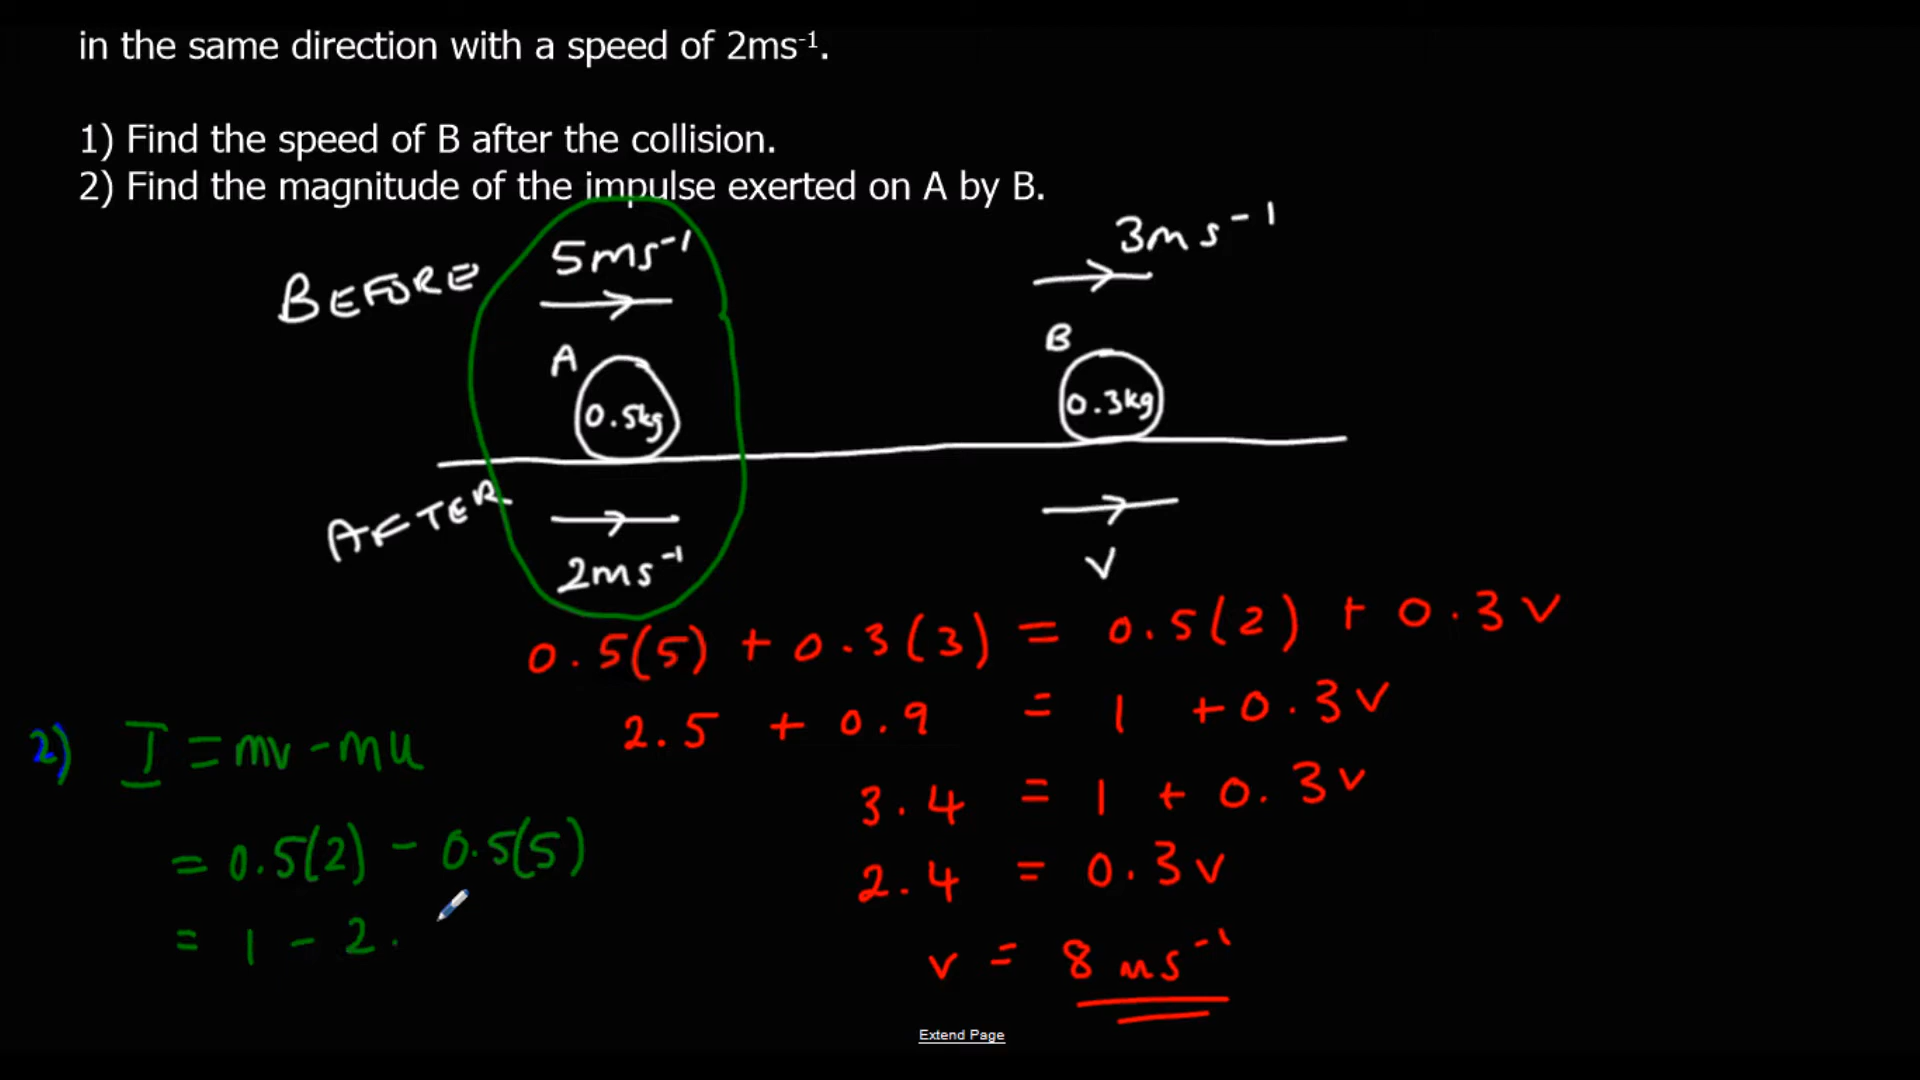 in the same direction with a speed of 2ms⁻¹.
1) Find the speed of B after the collision.
2) Find the magnitude of the impulse exerted on A by B.
BEFORE
5ms⁻¹
3ms⁻¹
A
0.5kg
B
0.3kg
AFTER
2ms⁻¹
v
0.5(5) + 0.3(3) = 0.5(2) + 0.3v
2.5 + 0.9 = 1 + 0.3v
3.4 = 1 + 0.3v
2.4 = 0.3v
v = 8 ms⁻¹
2) I = mv - mu
= 0.5(2) - 0.5(5)
= 1 - 2.
Extend Page